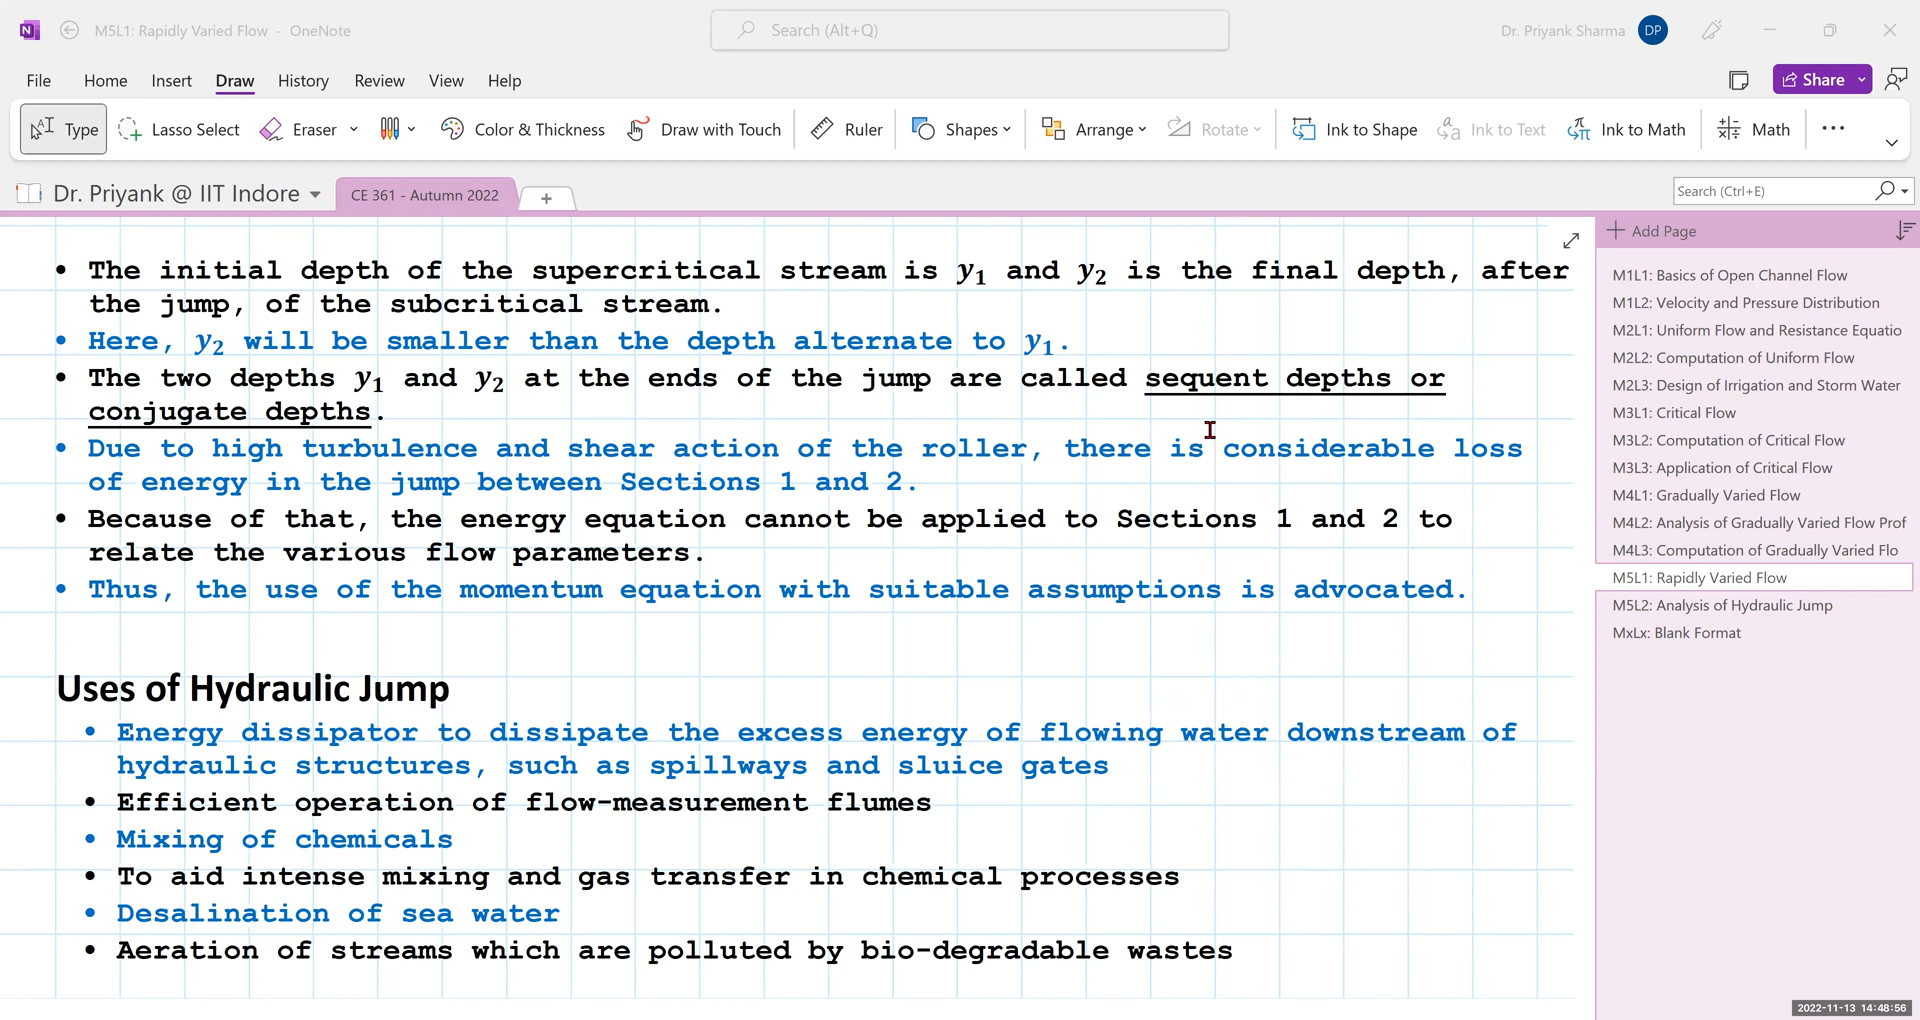 M5L1: Rapidly Varied Flow - OneNote
Search (Alt+Q)
Dr. Priyank Sharma
DP
File Home Insert Draw History Review View Help
Share
Type Lasso Select Eraser Color & Thickness Draw with Touch Ruler Shapes Arrange Rotate Ink to Shape Ink to Text Ink to Math Math
Dr. Priyank @ IIT Indore
CE 361 - Autumn 2022
Search (Ctrl+E)
• The initial depth of the supercritical stream is y₁ and y₂ is the final depth, after
the jump, of the subcritical stream.
• Here, y₂ will be smaller than the depth alternate to y₁.
• The two depths y₁ and y₂ at the ends of the jump are called sequent depths or
conjugate depths.
• Due to high turbulence and shear action of the roller, there is considerable loss
of energy in the jump between Sections 1 and 2.
• Because of that, the energy equation cannot be applied to Sections 1 and 2 to
relate the various flow parameters.
• Thus, the use of the momentum equation with suitable assumptions is advocated.
Uses of Hydraulic Jump
• Energy dissipator to dissipate the excess energy of flowing water downstream of
hydraulic structures, such as spillways and sluice gates
• Efficient operation of flow-measurement flumes
• Mixing of chemicals
• To aid intense mixing and gas transfer in chemical processes
• Desalination of sea water
• Aeration of streams which are polluted by bio-degradable wastes
Add Page
M1L1: Basics of Open Channel Flow
M1L2: Velocity and Pressure Distribution
M2L1: Uniform Flow and Resistance Equatio
M2L2: Computation of Uniform Flow
M2L3: Design of Irrigation and Storm Water
M3L1: Critical Flow
M3L2: Computation of Critical Flow
M3L3: Application of Critical Flow
M4L1: Gradually Varied Flow
M4L2: Analysis of Gradually Varied Flow Prof
M4L3: Computation of Gradually Varied Flo
M5L1: Rapidly Varied Flow
M5L2: Analysis of Hydraulic Jump
MxLx: Blank Format
2022-11-13 14:48:56